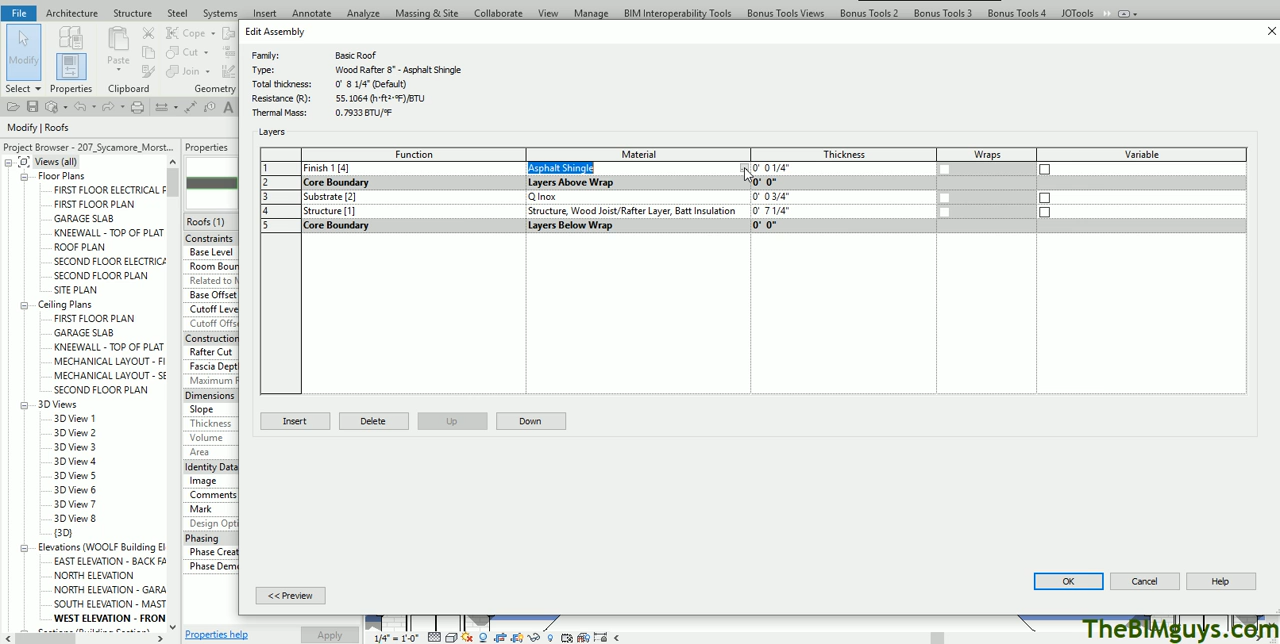 File Architecture Structure Steel Systems Insert Annotate Analyze Massing & Site Collaborate View Manage BIM Interoperability Tools Bonus Tools Views Bonus Tools 2 Bonus Tools 3 Bonus Tools 4 JOTools
Modify
Paste
Cope
Cut
Join
Select Properties Clipboard Geometry
Modify | Roofs
Project Browser - 207_Sycamore_Morst...
Views (all)
Floor Plans
FIRST FLOOR ELECTRICAL P
FIRST FLOOR PLAN
GARAGE SLAB
KNEEWALL - TOP OF PLAT
ROOF PLAN
SECOND FLOOR ELECTRICA
SECOND FLOOR PLAN
SITE PLAN
Ceiling Plans
FIRST FLOOR PLAN
GARAGE SLAB
KNEEWALL - TOP OF PLAT
MECHANICAL LAYOUT - FI
MECHANICAL LAYOUT - SE
SECOND FLOOR PLAN
3D Views
3D View 1
3D View 2
3D View 3
3D View 4
3D View 5
3D View 6
3D View 7
3D View 8
{3D}
Elevations (WOOLF Building El
EAST ELEVATION - BACK FA
NORTH ELEVATION
NORTH ELEVATION - GARA
SOUTH ELEVATION - MAST
WEST ELEVATION - FRON
Sections (Building Section)
Properties
Roofs (1)
Constraints
Base Level
Room Boun
Related to M
Base Offset
Cutoff Leve
Cutoff Offs
Construction
Rafter Cut
Fascia Dept
Maximum R
Dimensions
Slope
Thickness
Volume
Area
Identity Data
Image
Comments
Mark
Design Opti
Phasing
Phase Creat
Phase Demo
Properties help
Apply
Edit Assembly
Family: Basic Roof
Type: Wood Rafter 8" - Asphalt Shingle
Total thickness: 0' 8 1/4" (Default)
Resistance (R): 55.1064 (h·ft²·°F)/BTU
Thermal Mass: 0.7933 BTU/°F
Layers
Function Material Thickness Wraps Variable
1 Finish 1 [4] Asphalt Shingle 0' 0 1/4"
2 Core Boundary Layers Above Wrap 0' 0"
3 Substrate [2] Q Inox 0' 0 3/4"
4 Structure [1] Structure, Wood Joist/Rafter Layer, Batt Insulation 0' 7 1/4"
5 Core Boundary Layers Below Wrap 0' 0"
Insert Delete Up Down
OK Cancel Help
<< Preview
1/4" = 1'-0"
TheBIMguys.com